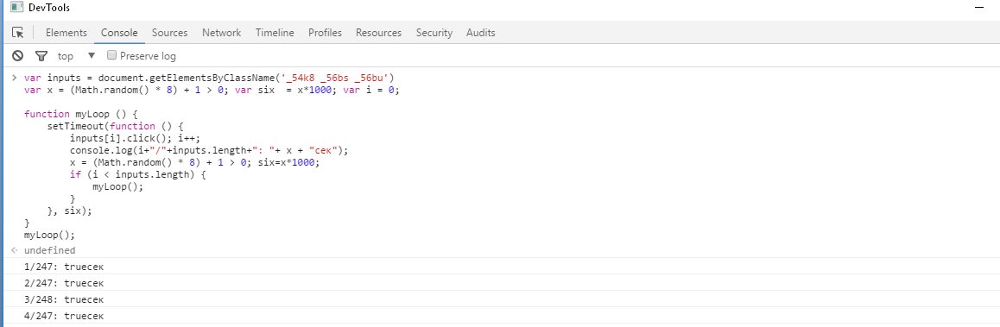 DevTools
Elements Console Sources Network Timeline Profiles Resources Security Audits
top ▼ Preserve log
> var inputs = document.getElementsByClassName('_54k8 _56bs _56bu')
var x = (Math.random() * 8) + 1 > 0; var six  = x*1000; var i = 0;
function myLoop () {
    setTimeout(function () {
        inputs[i].click(); i++;
        console.log(i+"/"+inputs.length+": "+ x + "сек");
        x = (Math.random() * 8) + 1 > 0; six=x*1000;
        if (i < inputs.length) {
            myLoop();
        }
    }, six);
}
myLoop();
undefined
1/247: trueсек
2/247: trueсек
3/248: trueсек
4/247: trueсек